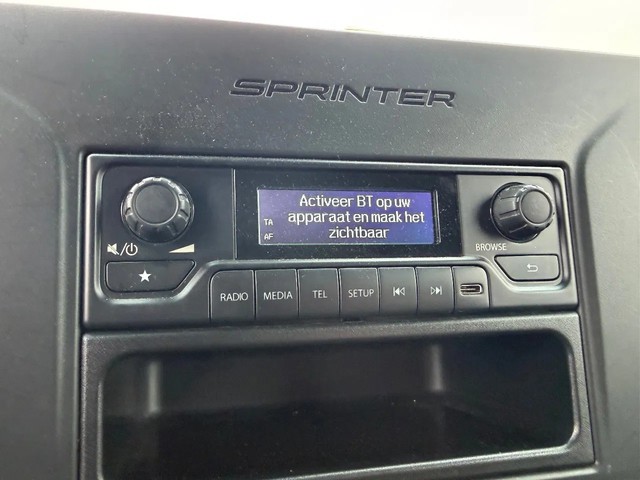 SPRINTER
Activeer BT op uw
TA apparaat en maak het
AF zichtbaar
BROWSE
★
RADIO MEDIA TEL SETUP